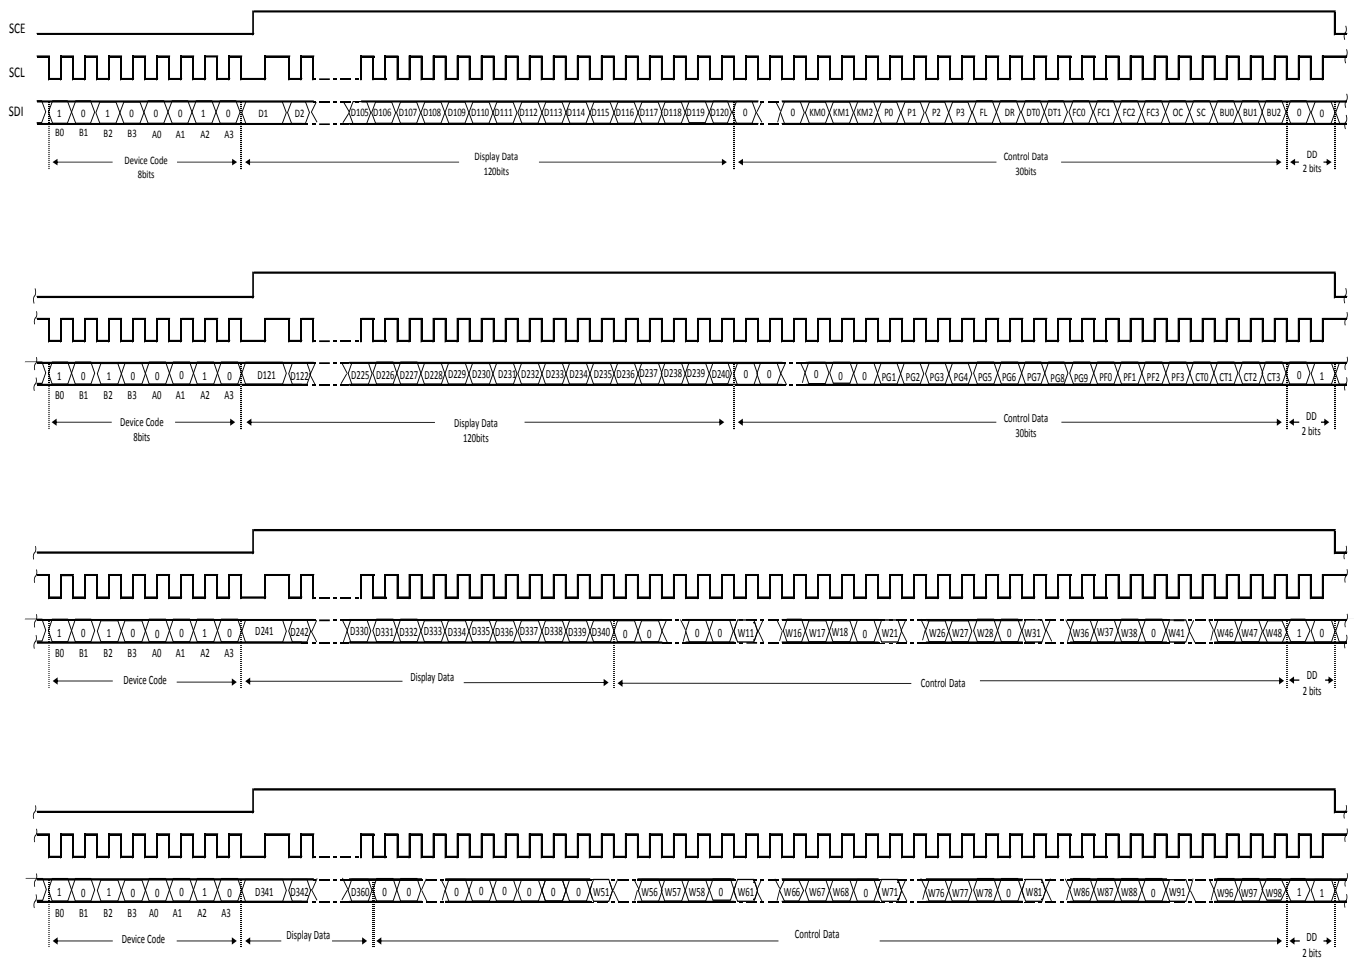 SCE
SCL
SDI 1 0 1 0 0 0 1 0 D1 D2 D105 D106 D107 D108 D109 D110 D111 D112 D113 D114 D115 D116 D117 D118 D119 D120 0 0 KM0 KM1 KM2 P0 P1 P2 P3 FL DR DT0 DT1 FC0 FC1 FC2 FC3 OC SC BU0 BU1 BU2 0 0
B0 B1 B2 B3 A0 A1 A2 A3
Device Code Display Data Control Data DD
8bits 120bits 30bits 2 bits
1 0 1 0 0 0 1 0 D121 D122 D225 D226 D227 D228 D229 D230 D231 D232 D233 D234 D235 D236 D237 D238 D239 D240 0 0 0 0 0 PG1 PG2 PG3 PG4 PG5 PG6 PG7 PG8 PG9 PF0 PF1 PF2 PF3 CT0 CT1 CT2 CT3 0 1
B0 B1 B2 B3 A0 A1 A2 A3
Device Code Display Data Control Data DD
8bits 120bits 30bits 2 bits
1 0 1 0 0 0 1 0 D241 D242 D330 D331 D332 D333 D334 D335 D336 D337 D338 D339 D340 0 0 0 0 W11 W16 W17 W18 0 W21 W26 W27 W28 0 W31 W36 W37 W38 0 W41 W46 W47 W48 1 0
B0 B1 B2 B3 A0 A1 A2 A3
Device Code Display Data Control Data DD
2 bits
1 0 1 0 0 0 1 0 D341 D342 D360 0 0 0 0 0 0 0 0 W51 W56 W57 W58 0 W61 W66 W67 W68 0 W71 W76 W77 W78 0 W81 W86 W87 W88 0 W91 W96 W97 W98 1 1
B0 B1 B2 B3 A0 A1 A2 A3
Device Code Display Data Control Data DD
2 bits